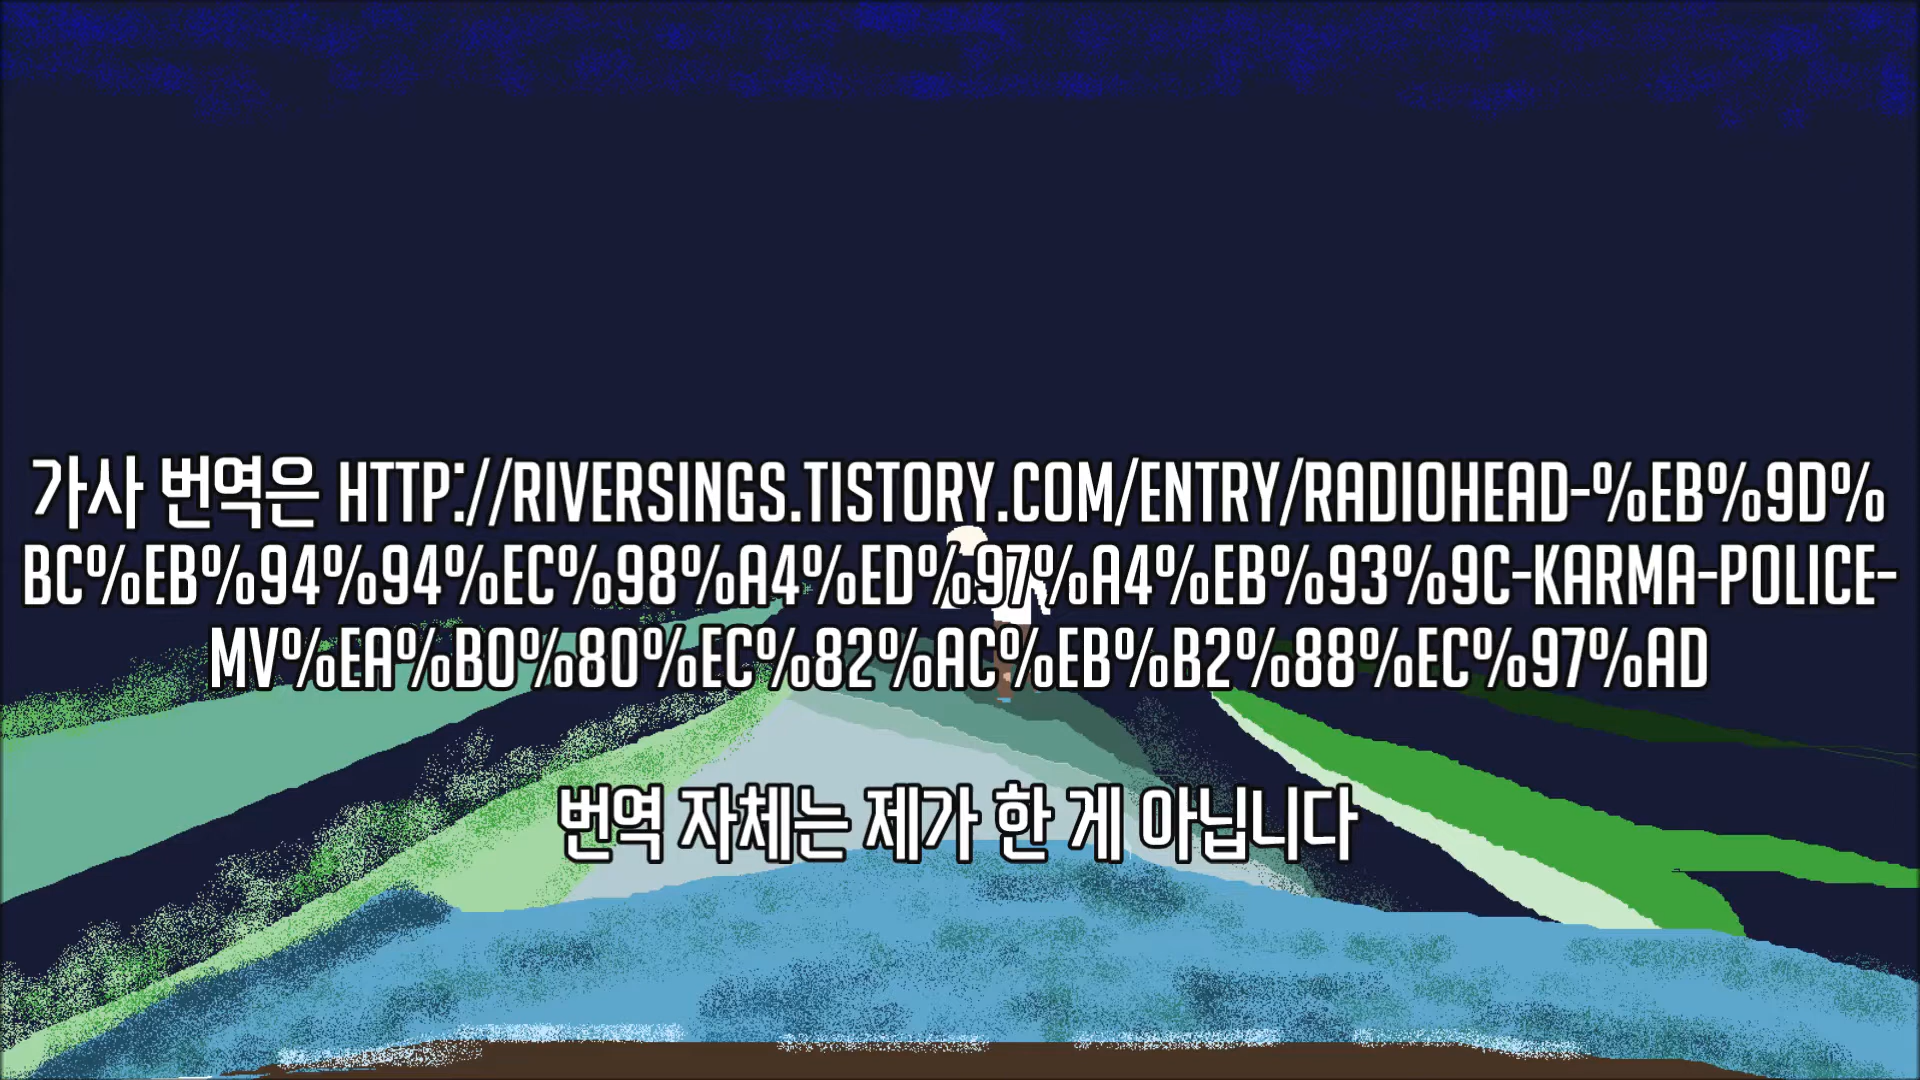 가사 번역은 HTTP://RIVERSINGS.TISTORY.COM/ENTRY/RADIOHEAD-%EB%9D%
BC%EB%94%94%EC%98%A4%ED%97%A4%EB%93%9C-KARMA-POLICE-
MV%EA%B0%80%EC%82%AC%EB%B2%88%EC%97%AD
번역 자체는 제가 한 게 아닙니다